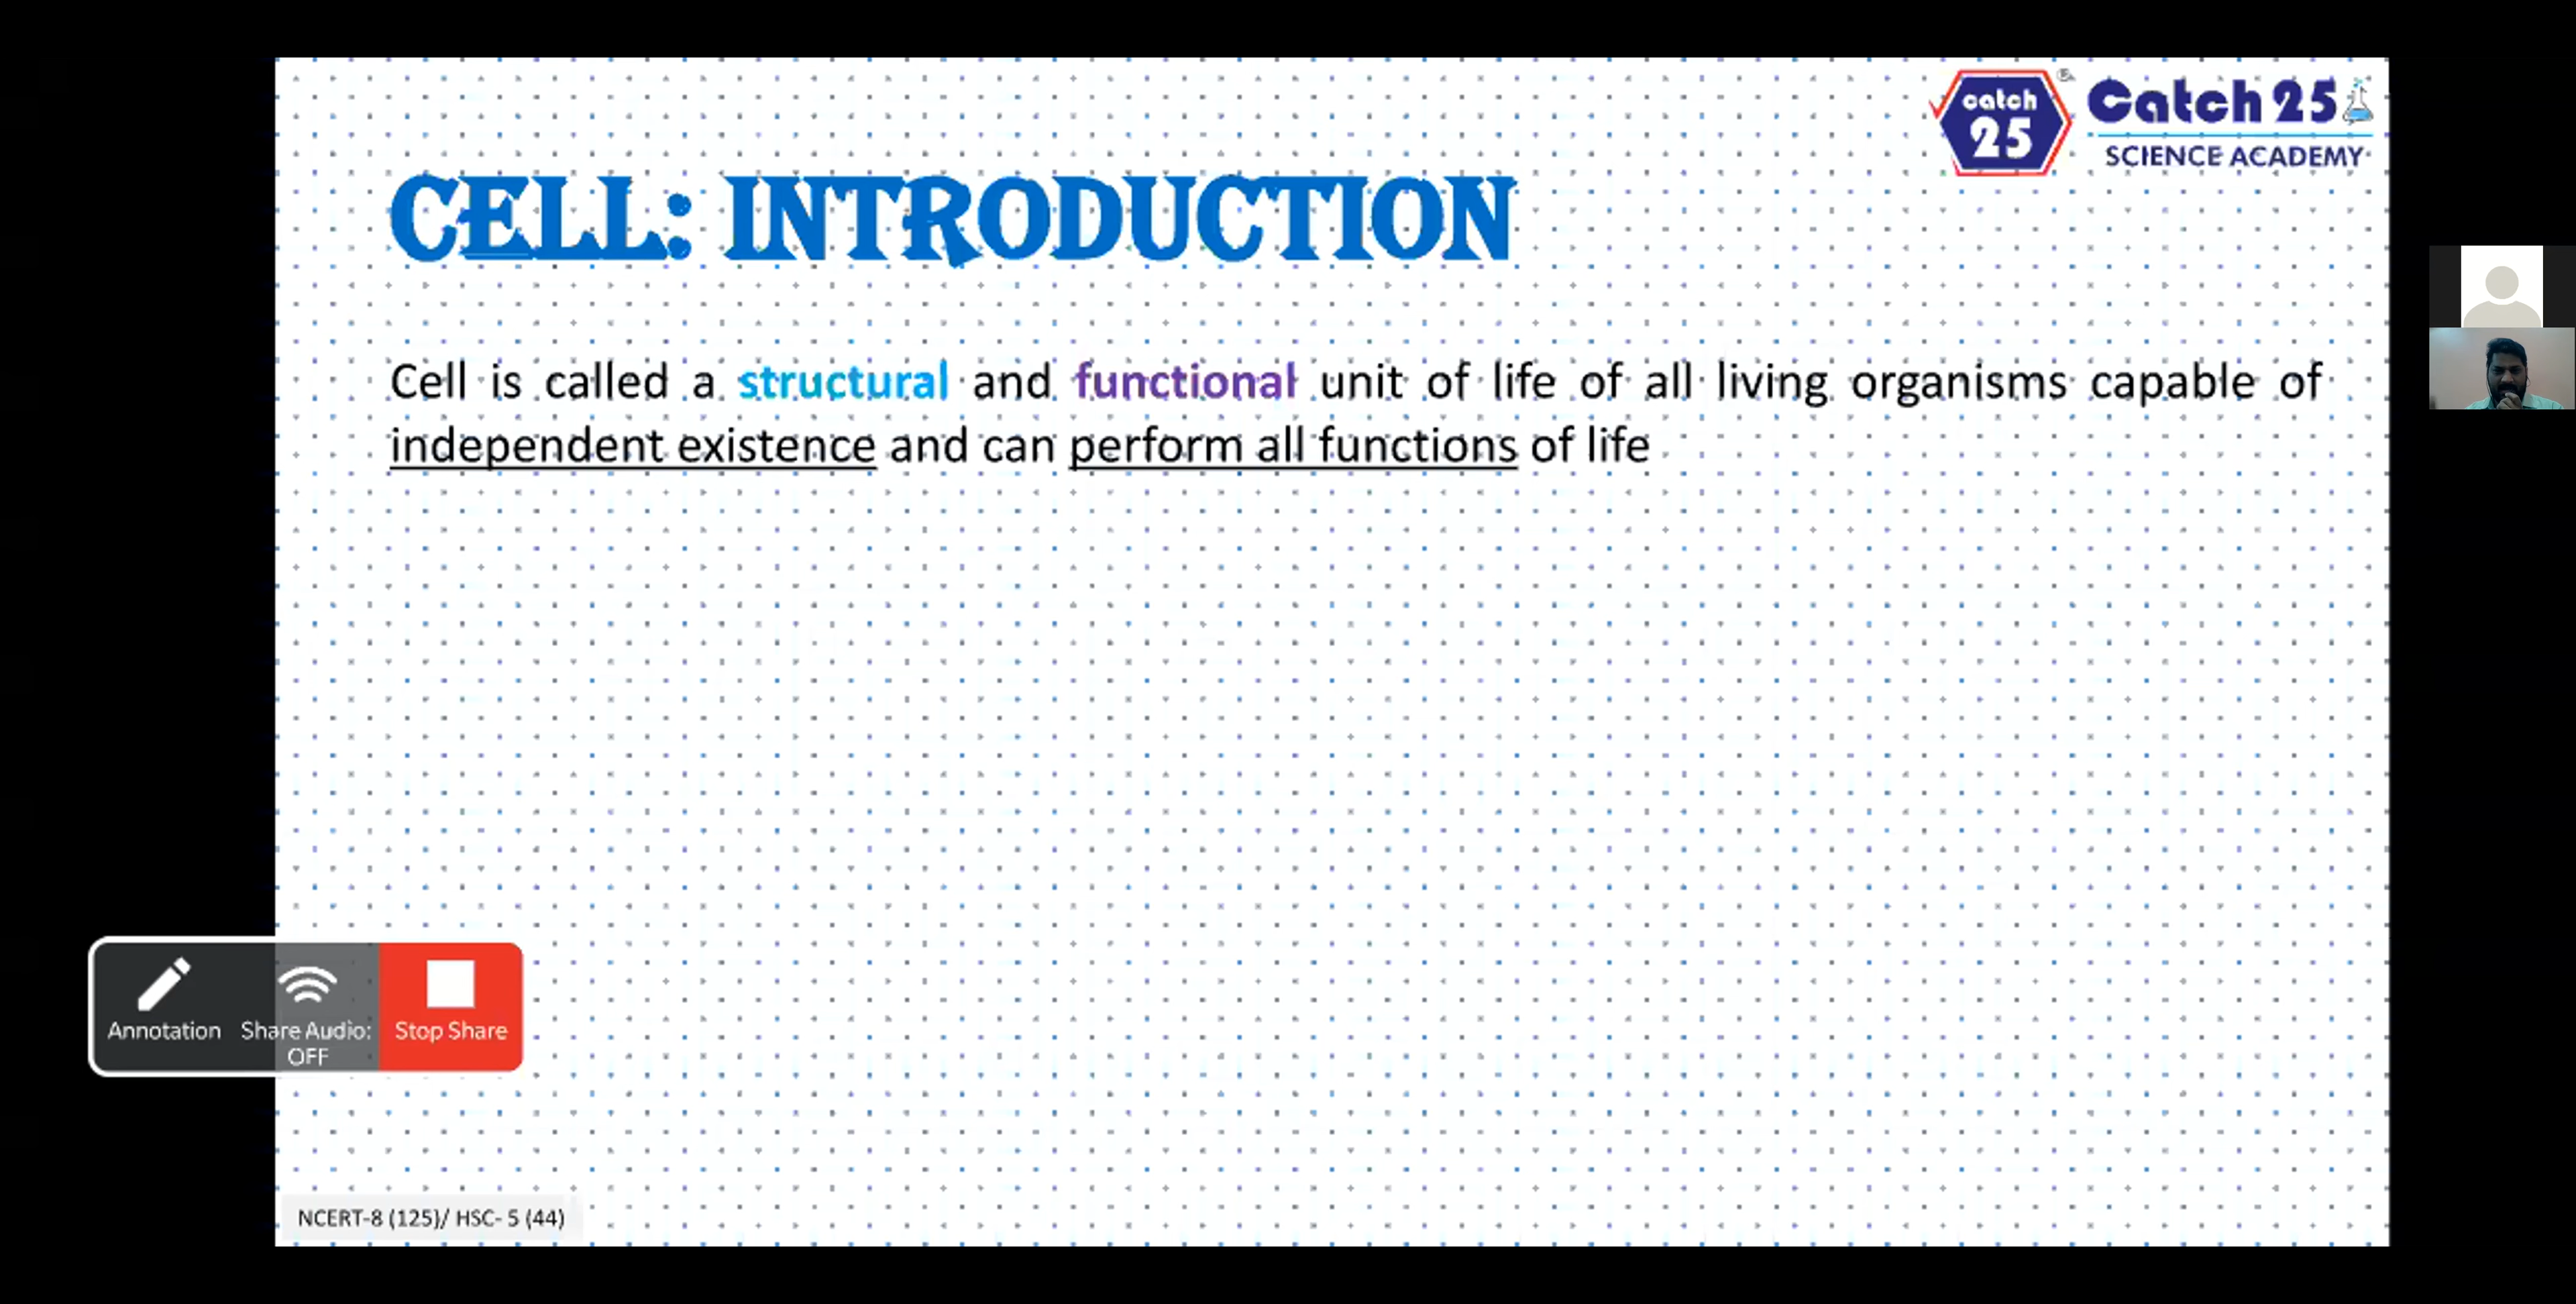 catch
25
®
Catch 25
SCIENCE ACADEMY
CELL: INTRODUCTION
Cell is called a structural and functional unit of life of all living organisms capable of
independent existence and can perform all functions of life
Annotation
Share Audio:
OFF
Stop Share
NCERT-8 (125)/ HSC- 5 (44)